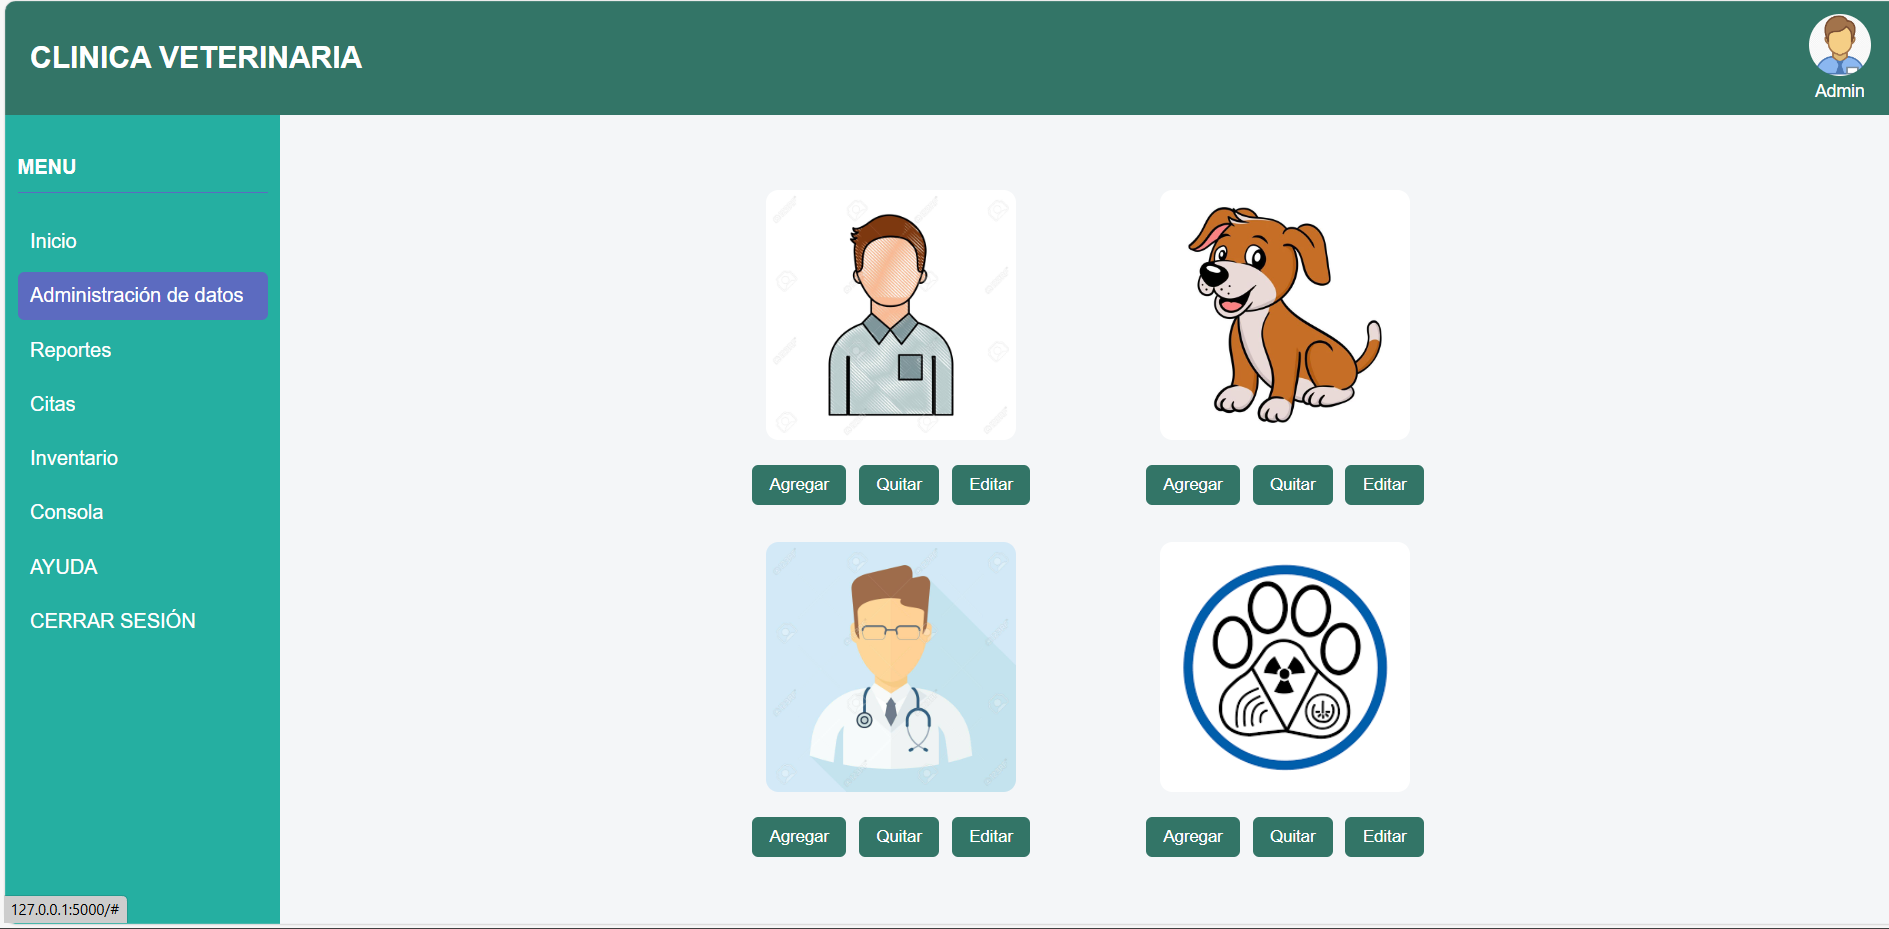 CLINICA VETERINARIA
Admin
MENU
Inicio
Administración de datos
Reportes
Citas
Inventario
Consola
AYUDA
CERRAR SESIÓN
Agregar Quitar Editar
Agregar Quitar Editar
Agregar Quitar Editar
Agregar Quitar Editar
127.0.0.1:5000/#